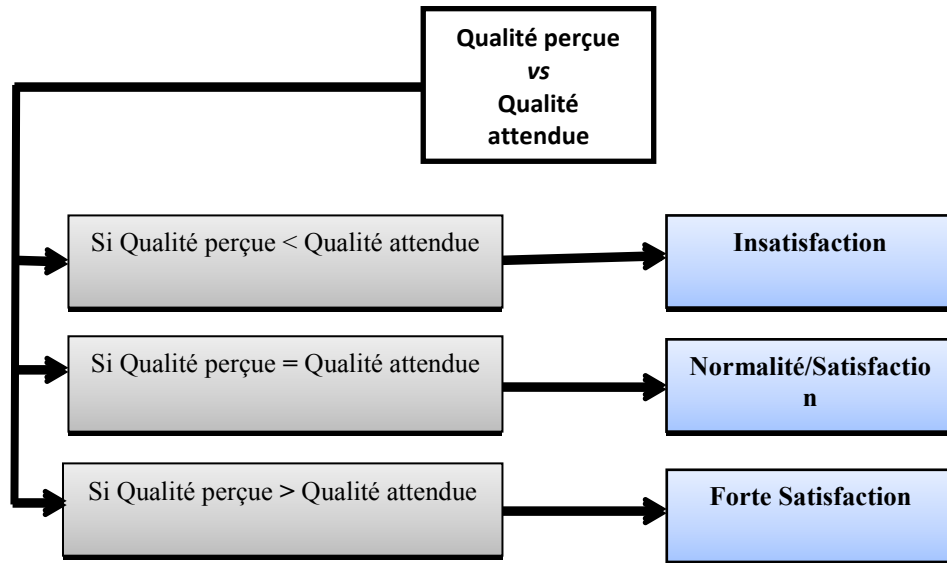 Qualité perçue
vs
Qualité
attendue
Si Qualité perçue < Qualité attendue
Insatisfaction
Si Qualité perçue = Qualité attendue
Normalité/Satisfactio
n
Si Qualité perçue > Qualité attendue
Forte Satisfaction